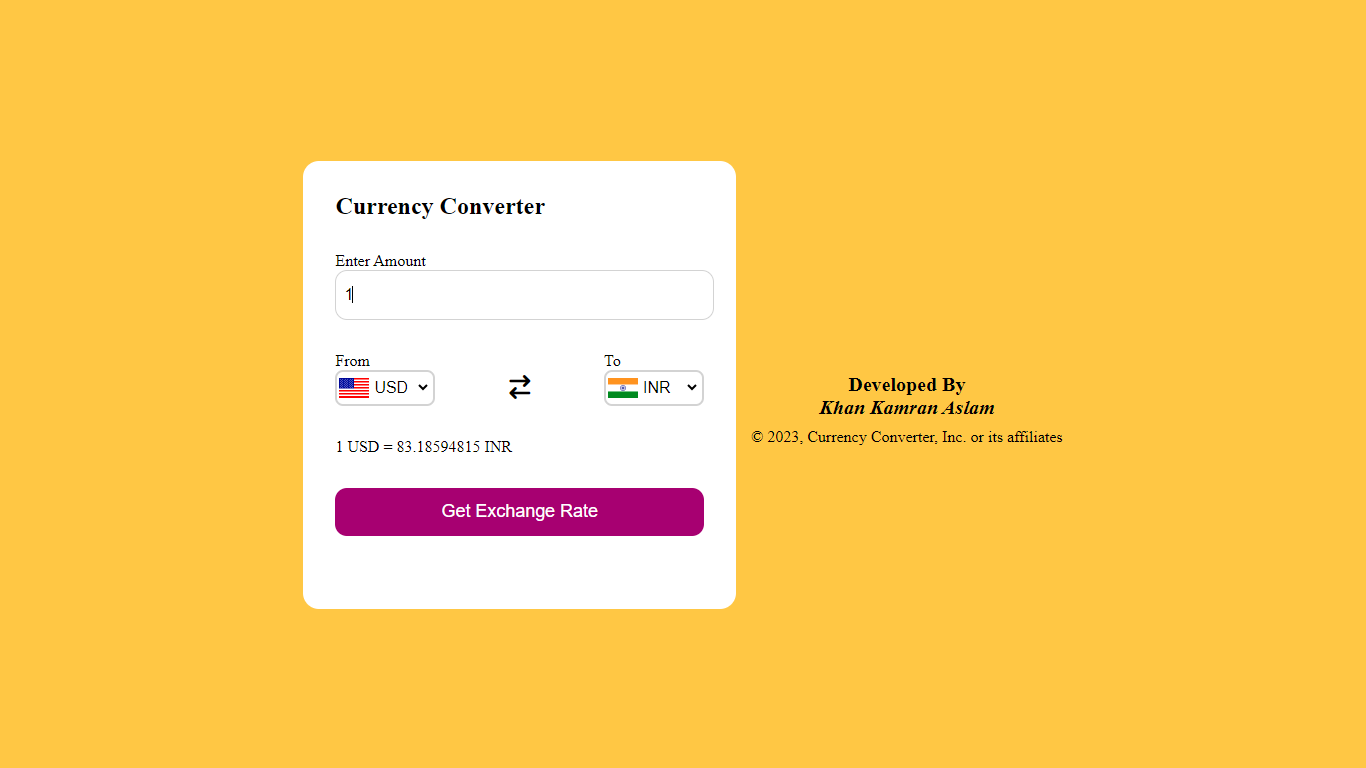 Currency Converter
Enter Amount
1
From
To
USD
INR
1 USD = 83.18594815 INR
Get Exchange Rate
Developed By
Khan Kamran Aslam
© 2023, Currency Converter, Inc. or its affiliates